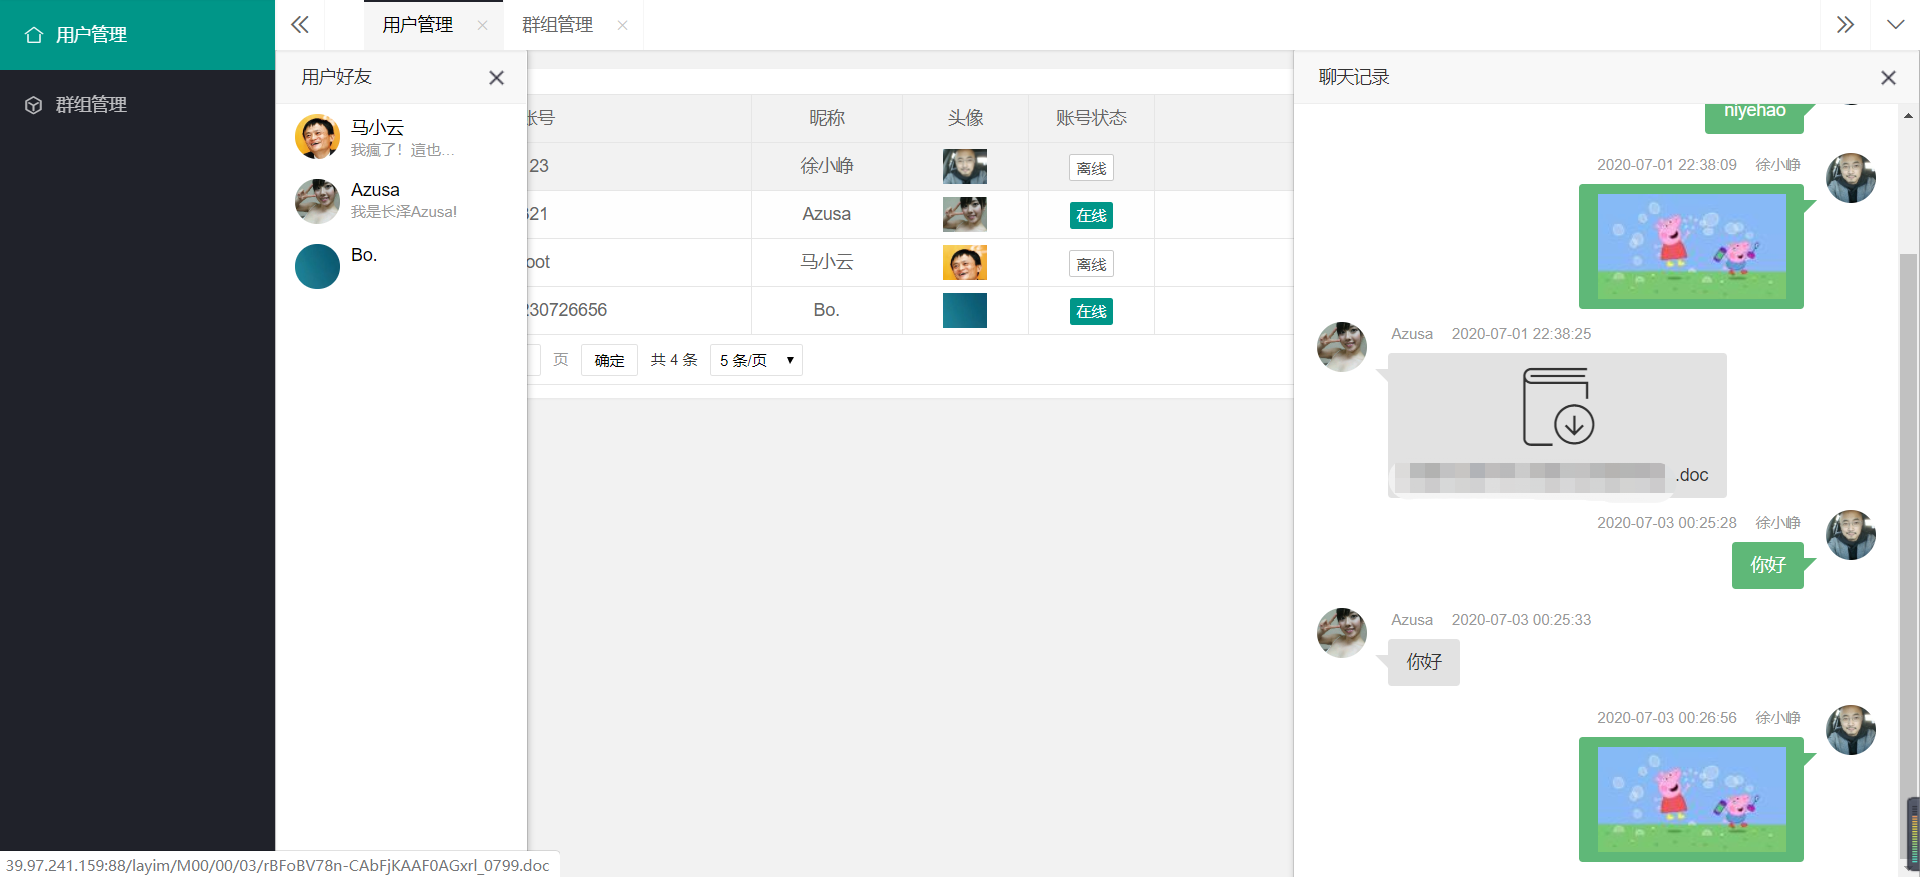 用户管理
群组管理
用户管理
群组管理
用户好友
马小云
我瘋了！這也...
Azusa
我是长泽Azusa!
Bo.
账号 昵称 头像 账号状态
23 徐小峥 离线
321 Azusa 在线
oot 马小云 离线
230726656 Bo. 在线
页 确定 共 4 条 5 条/页
聊天记录
niyehao
2020-07-01 22:38:09 徐小峥
Azusa 2020-07-01 22:38:25
.doc
2020-07-03 00:25:28 徐小峥
你好
Azusa 2020-07-03 00:25:33
你好
2020-07-03 00:26:56 徐小峥
39.97.241.159:88/layim/M00/00/03/rBFoBV78n-CAbFjKAAF0AGxrl_0799.doc